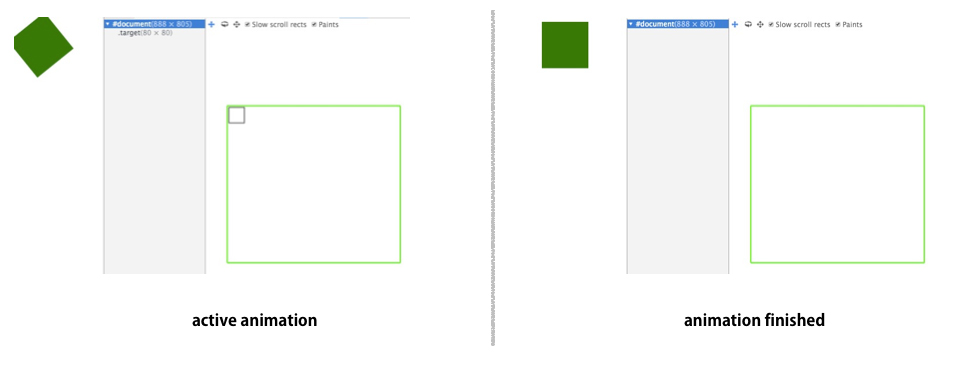 #document(888 × 805)
Slow scroll rects
Paints
.target(80 × 80)
active animation
#document(888 × 805)
Slow scroll rects
Paints
animation finished